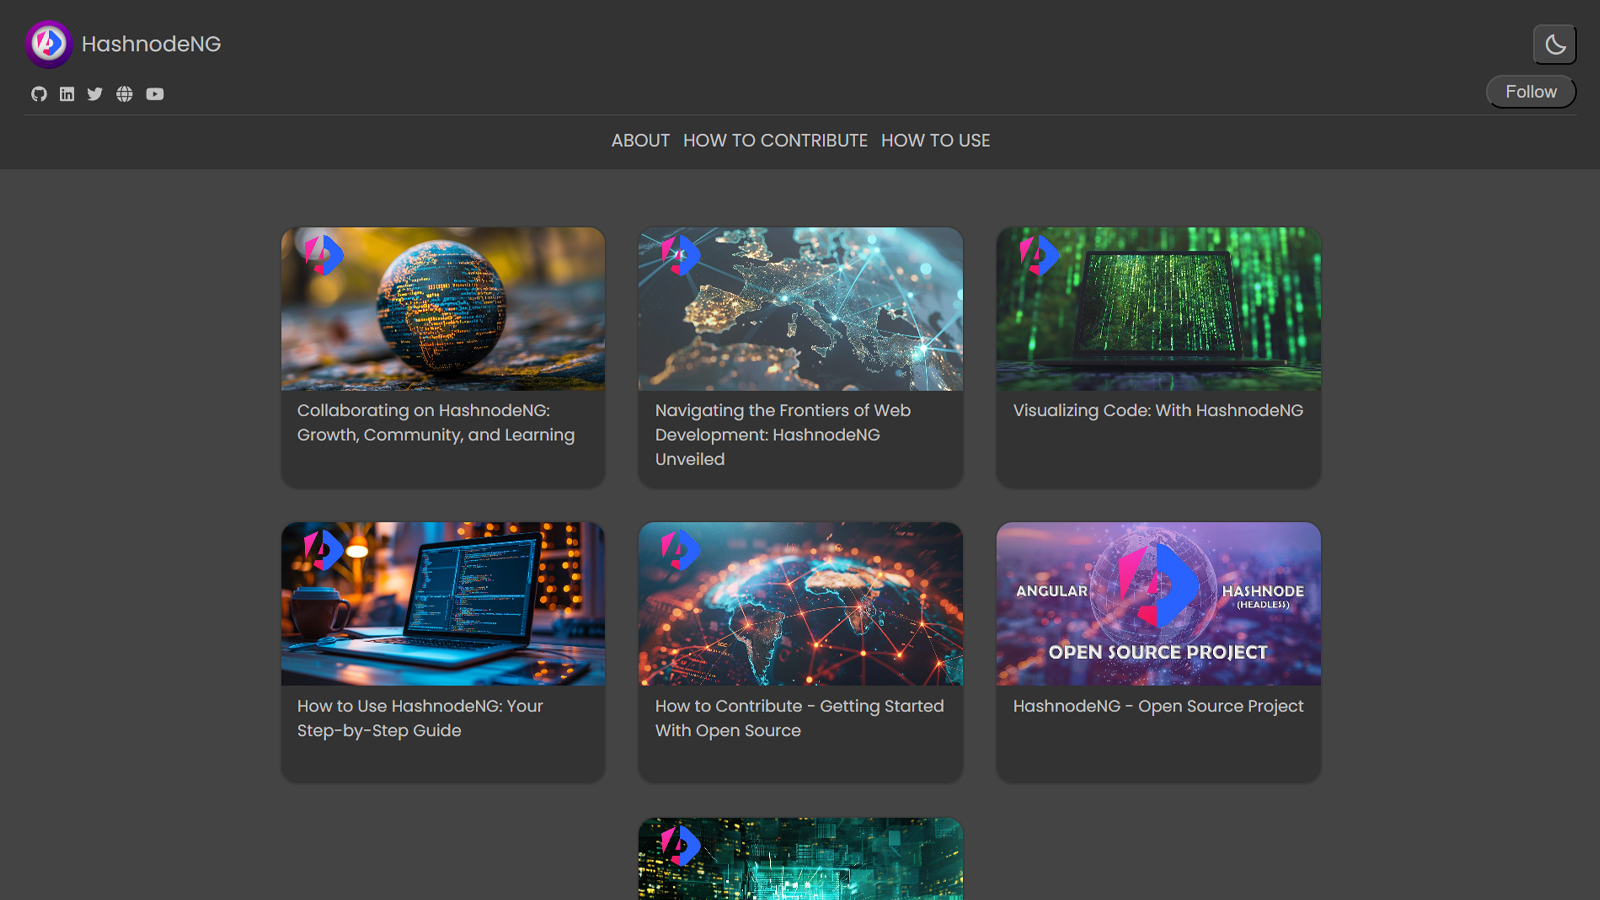 HashnodeNG
Follow
ABOUT HOW TO CONTRIBUTE HOW TO USE
Collaborating on HashnodeNG:
Growth, Community, and Learning
Navigating the Frontiers of Web
Development: HashnodeNG
Unveiled
Visualizing Code: With HashnodeNG
How to Use HashnodeNG: Your
Step-by-Step Guide
How to Contribute - Getting Started
With Open Source
ANGULAR
HASHNODE
(HEADLESS)
OPEN SOURCE PROJECT
HashnodeNG - Open Source Project